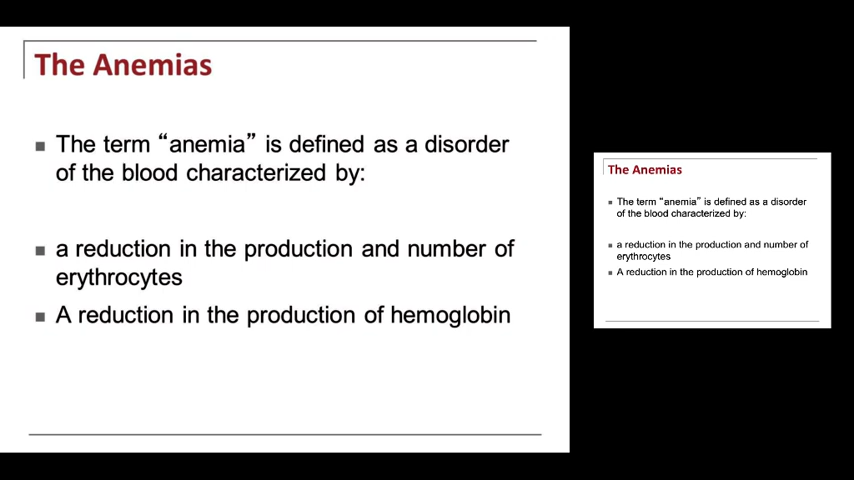 The Anemias
The term “anemia” is defined as a disorder
of the blood characterized by:
a reduction in the production and number of
erythrocytes
A reduction in the production of hemoglobin
The Anemias
The term “anemia” is defined as a disorder
of the blood characterized by:
a reduction in the production and number of
erythrocytes
A reduction in the production of hemoglobin